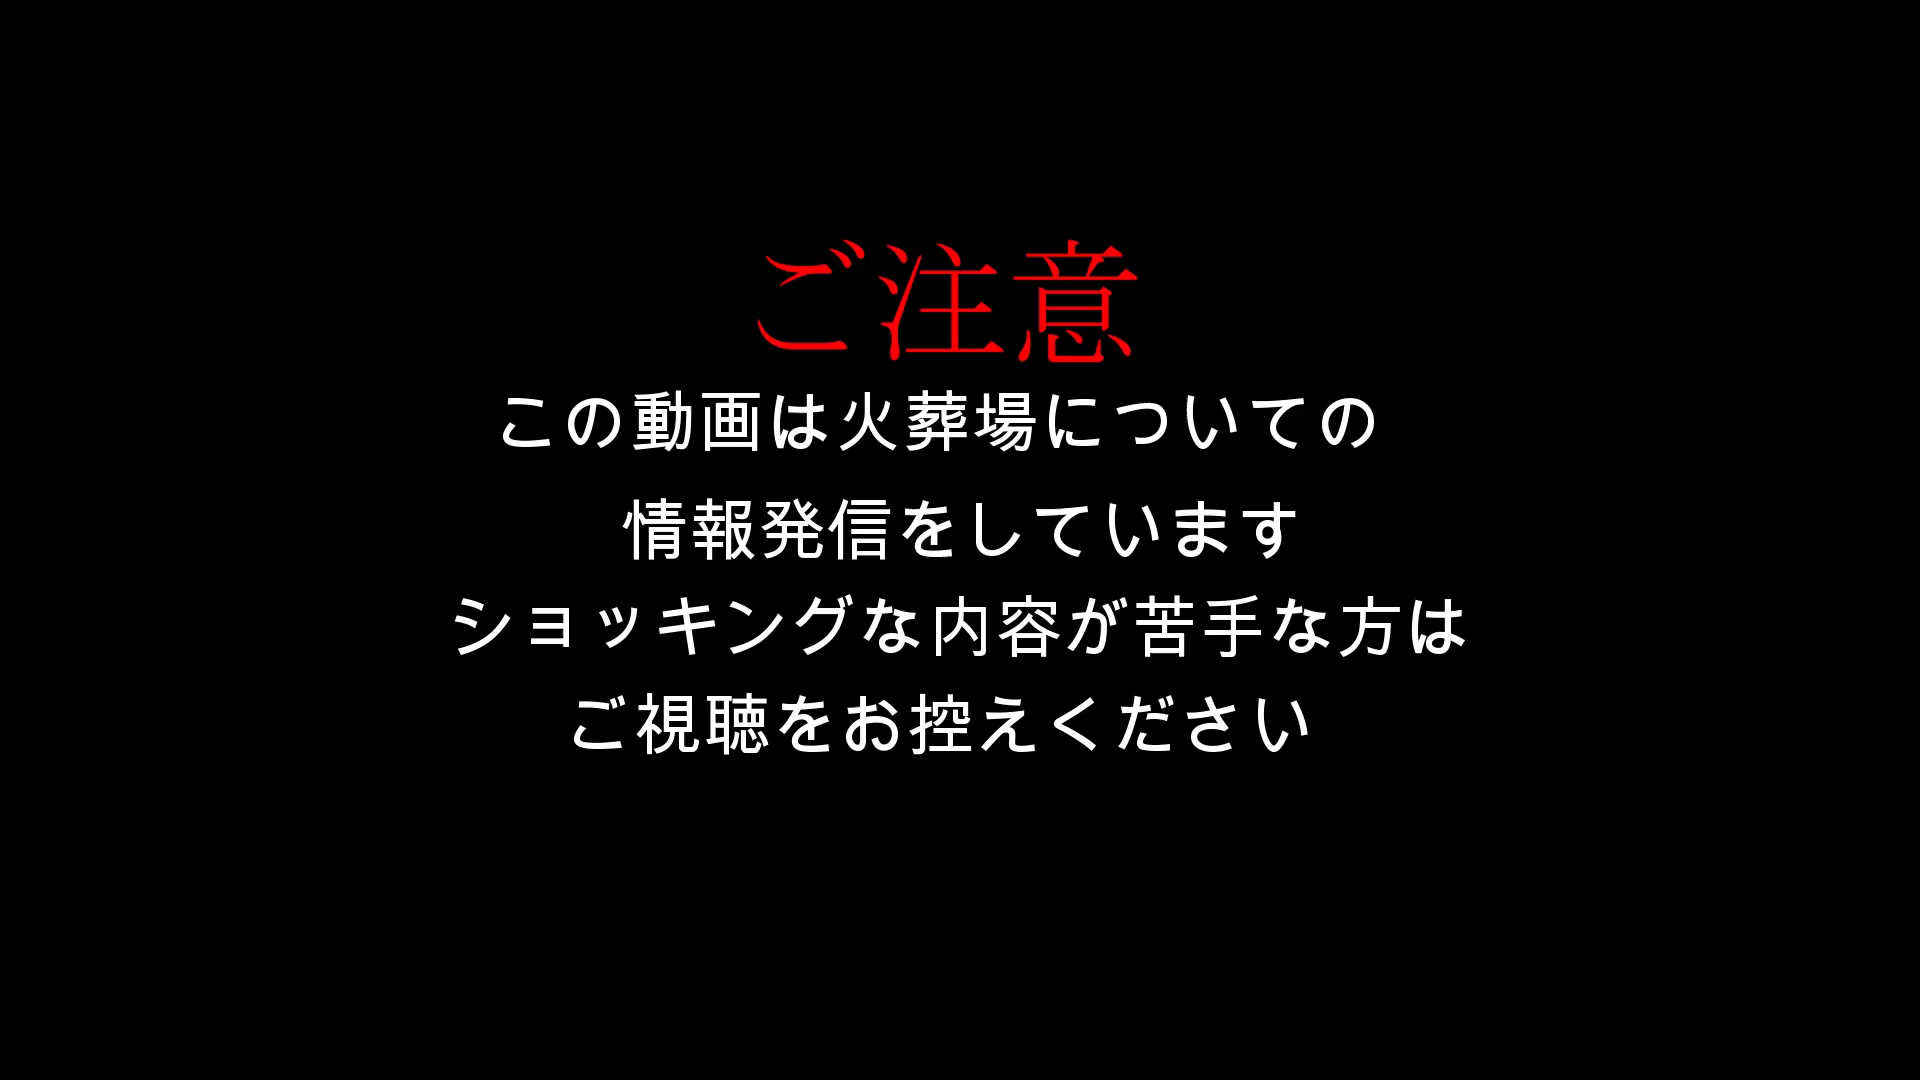 ご注意
この動画は火葬場についての
情報発信をしています
ショッキングな内容が苦手な方は
ご視聴をお控えください